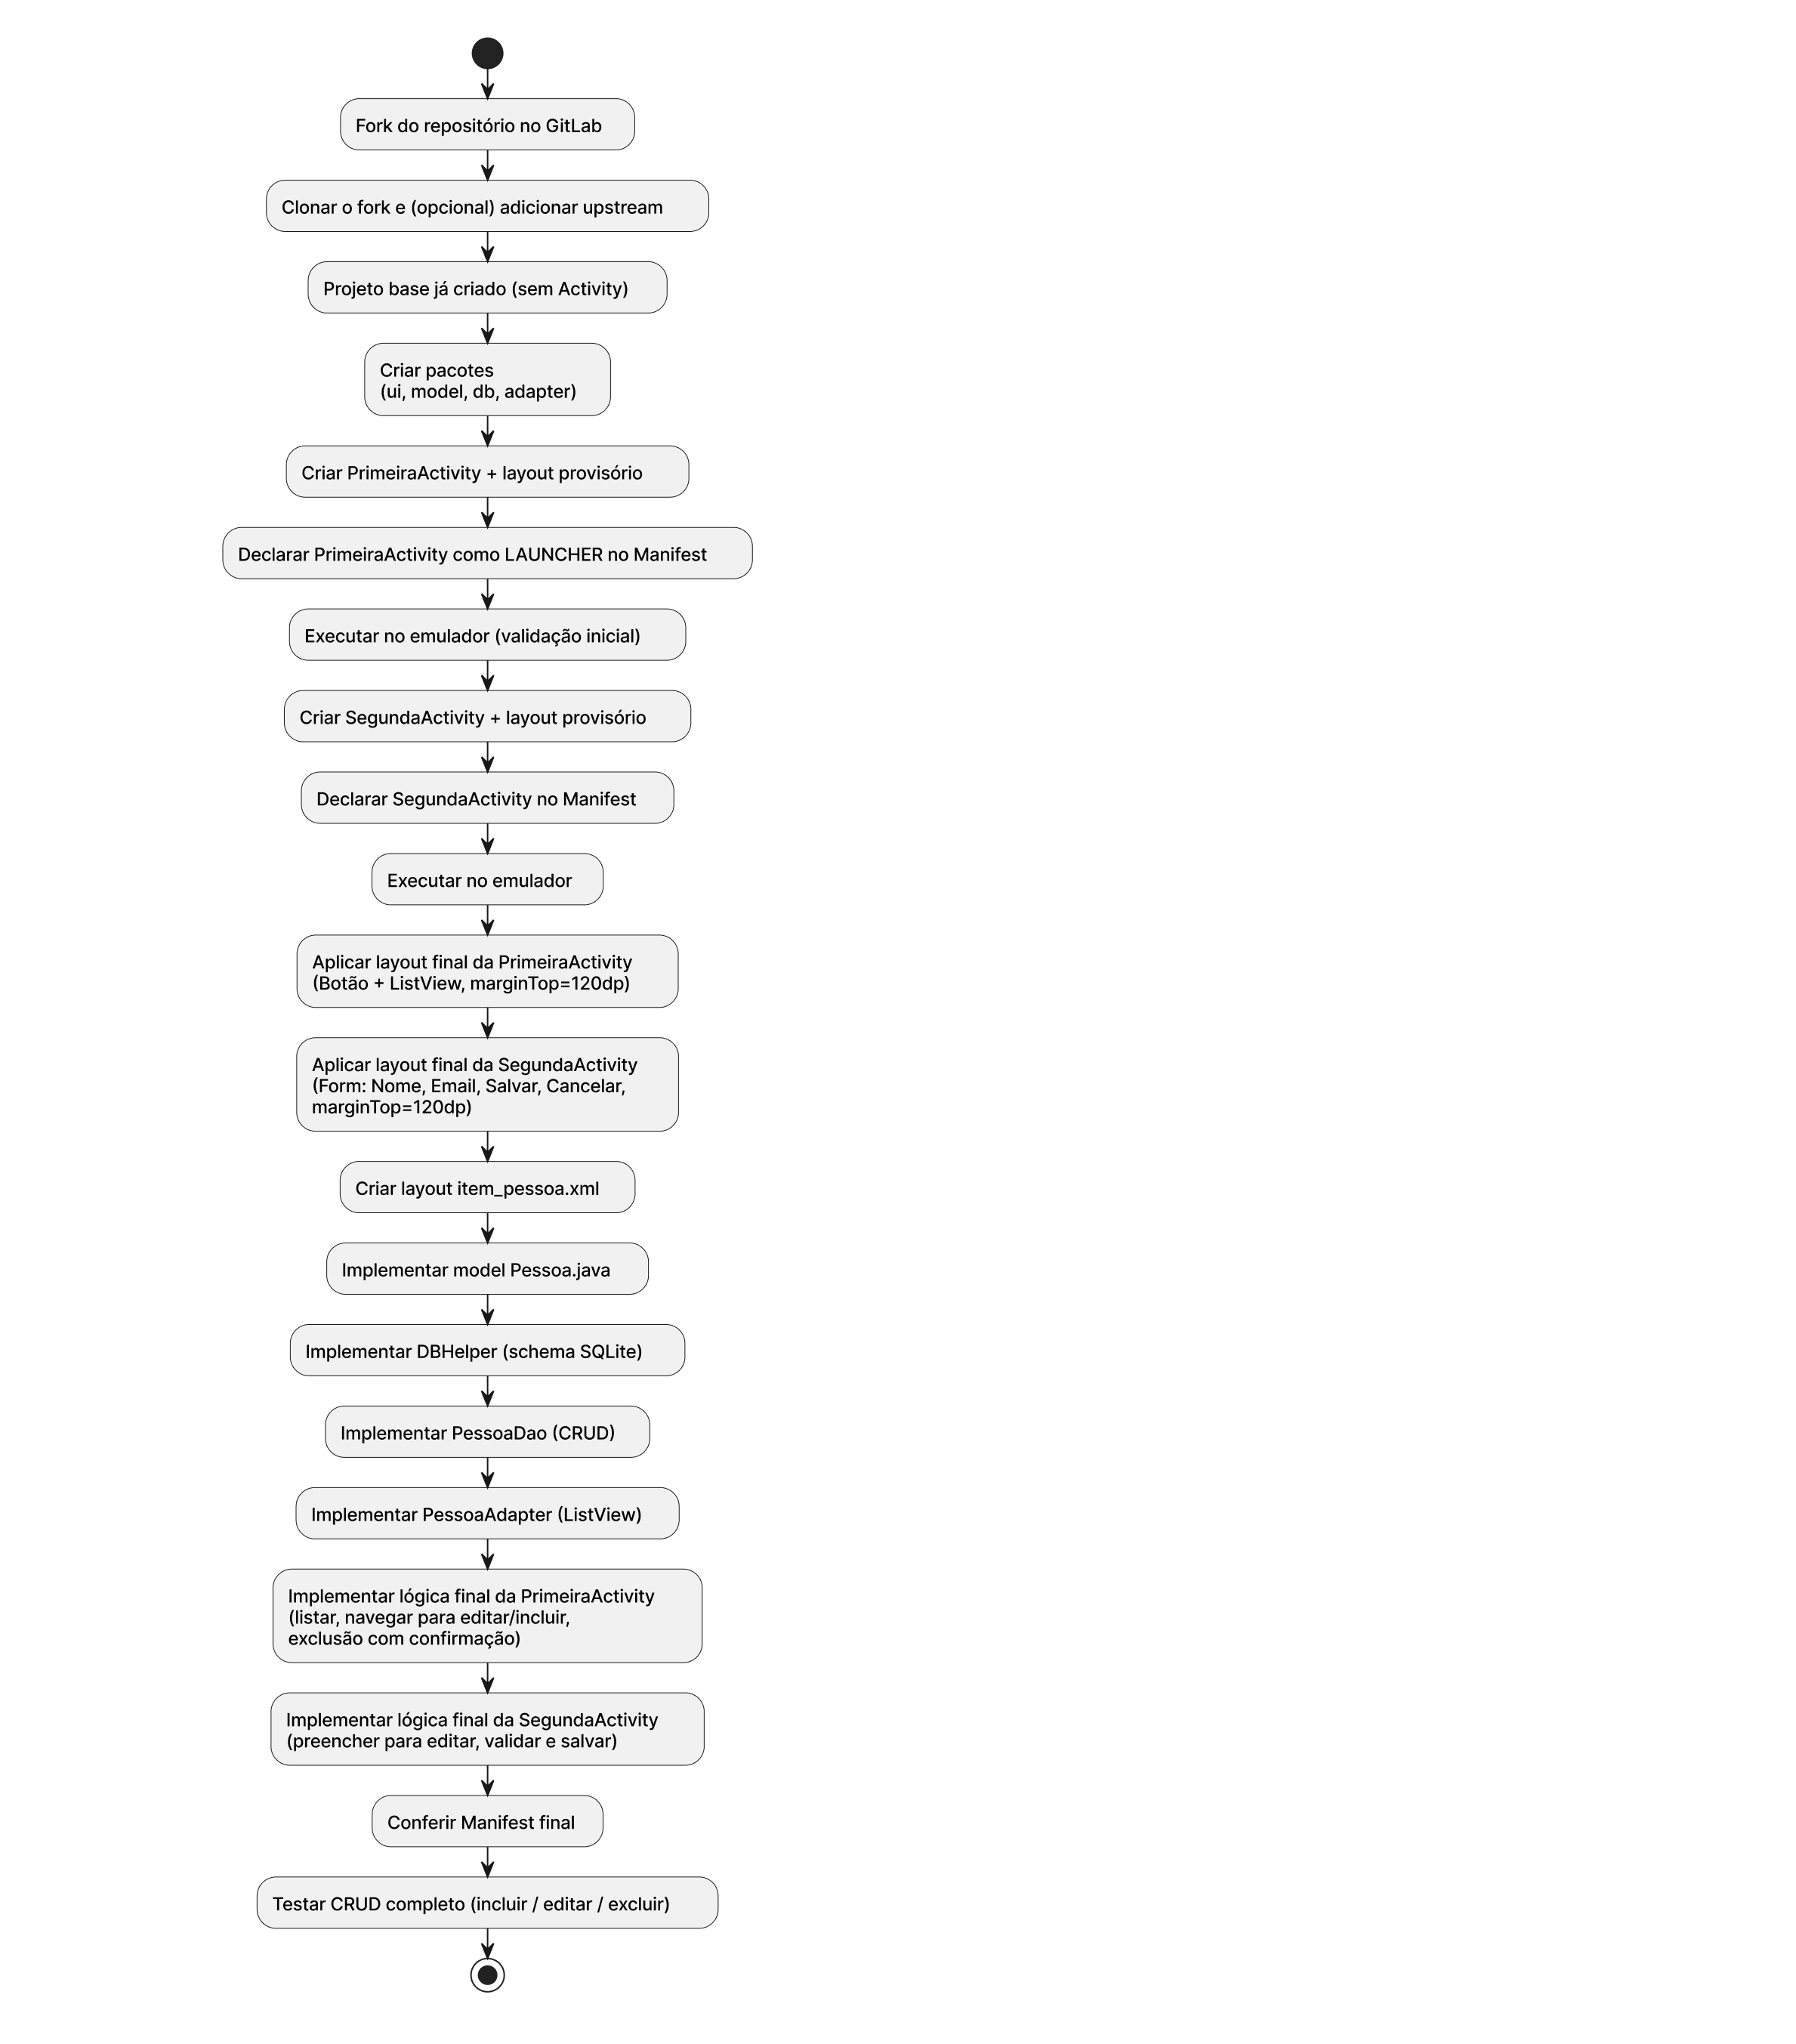 Fork do repositório no GitLab
Clonar o fork e (opcional) adicionar upstream
Projeto base já criado (sem Activity)
Criar pacotes
(ui, model, db, adapter)
Criar PrimeiraActivity + layout provisório
Declarar PrimeiraActivity como LAUNCHER no Manifest
Executar no emulador (validação inicial)
Criar SegundaActivity + layout provisório
Declarar SegundaActivity no Manifest
Executar no emulador
Aplicar layout final da PrimeiraActivity
(Botão + ListView, marginTop=120dp)
Aplicar layout final da SegundaActivity
(Form: Nome, Email, Salvar, Cancelar,
marginTop=120dp)
Criar layout item_pessoa.xml
Implementar model Pessoa.java
Implementar DBHelper (schema SQLite)
Implementar PessoaDao (CRUD)
Implementar PessoaAdapter (ListView)
Implementar lógica final da PrimeiraActivity
(listar, navegar para editar/incluir,
exclusão com confirmação)
Implementar lógica final da SegundaActivity
(preencher para editar, validar e salvar)
Conferir Manifest final
Testar CRUD completo (incluir / editar / excluir)